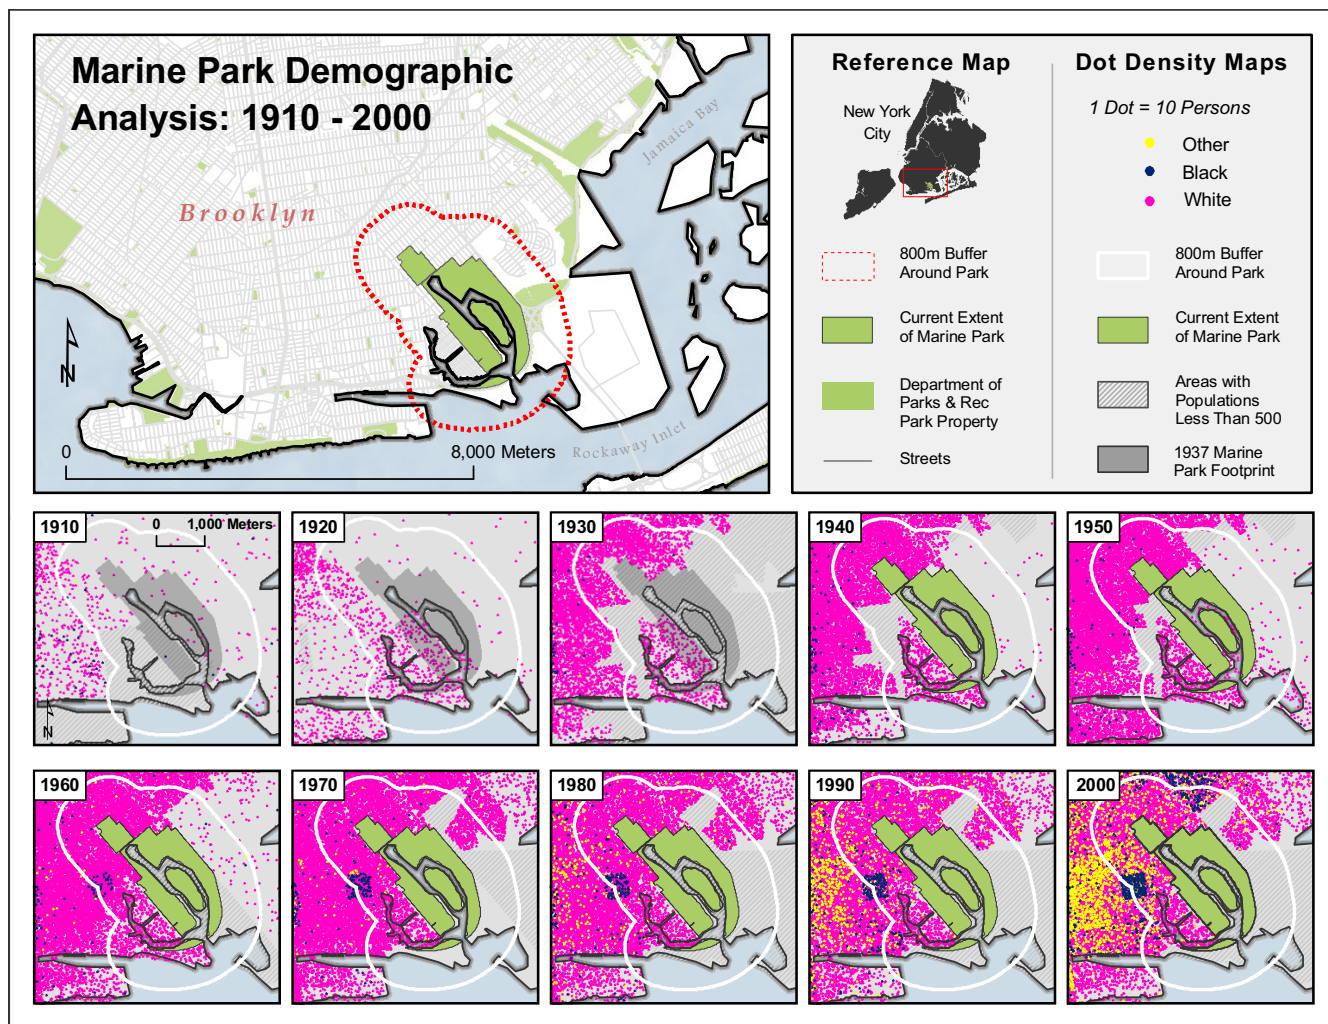 Marine Park Demographic
Analysis: 1910 - 2000
Jamaica Bay
Brooklyn
Rockaway Inlet
N
0
8,000 Meters
Reference Map
New York
City
800m Buffer
Around Park
Current Extent
of Marine Park
Department of
Parks & Rec
Park Property
Streets
Dot Density Maps
1 Dot = 10 Persons
Other
Black
White
800m Buffer
Around Park
Current Extent
of Marine Park
Areas with
Populations
Less Than 500
1937 Marine
Park Footprint
1910
0 1,000 Meters
N
1920
1930
1940
1950
1960
1970
1980
1990
2000